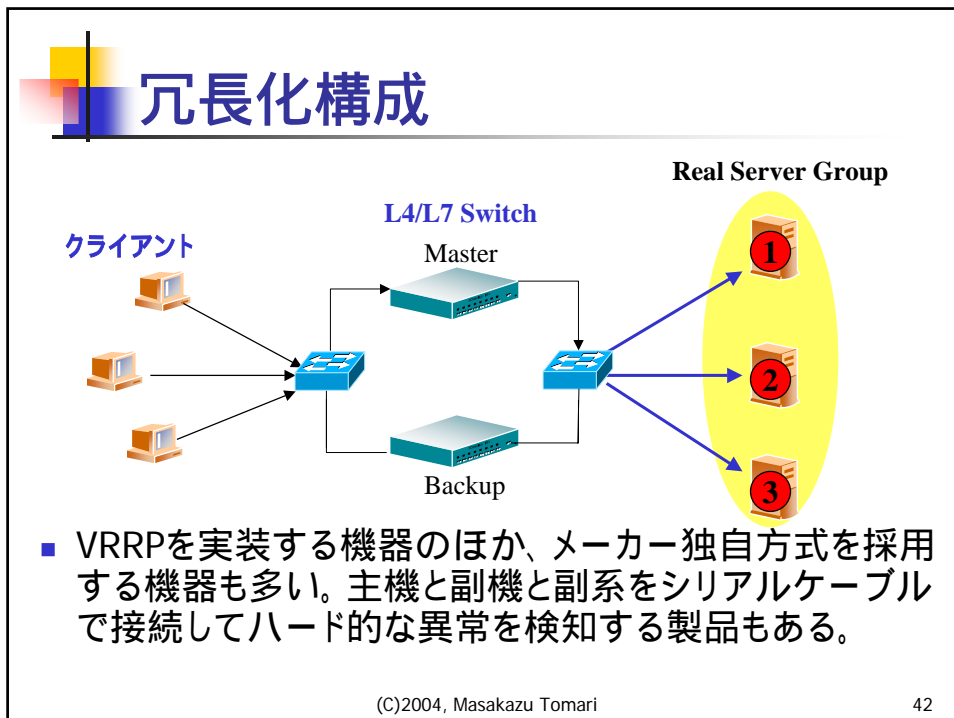 冗長化構成
Real Server Group
L4/L7 Switch
クライアント
Master
1
2
3
Backup
VRRPを実装する機器のほか、メーカー独自方式を採用
する機器も多い。主機と副機と副系をシリアルケーブル
で接続してハード的な異常を検知する製品もある。
(C)2004, Masakazu Tomari
42